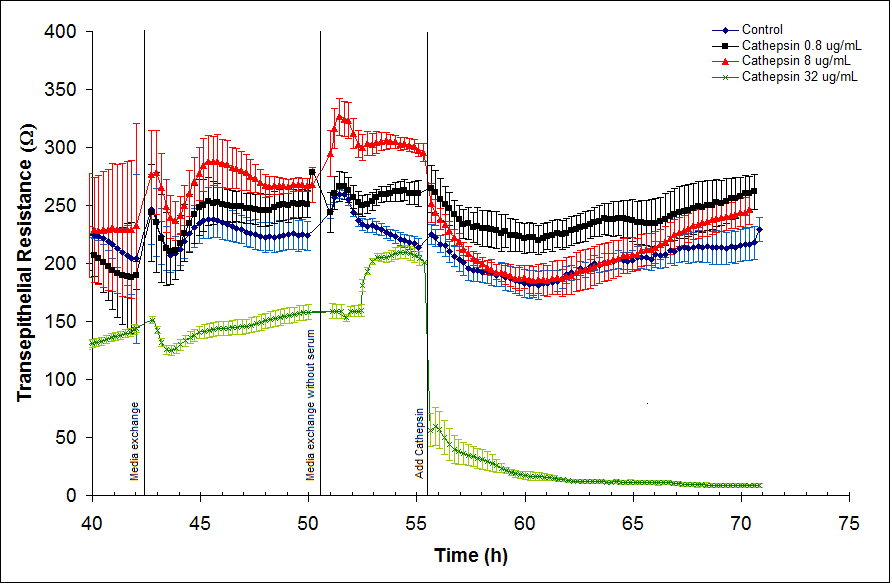 Control
Cathepsin 0.8 ug/mL
Cathepsin 8 ug/mL
Cathepsin 32 ug/mL
Transepithelial Resistance (Ω)
400
350
300
250
200
150
100
50
0
Media exchange
Media exchange without serum
Add Cathepsin
40 45 50 55 60 65 70 75
Time (h)